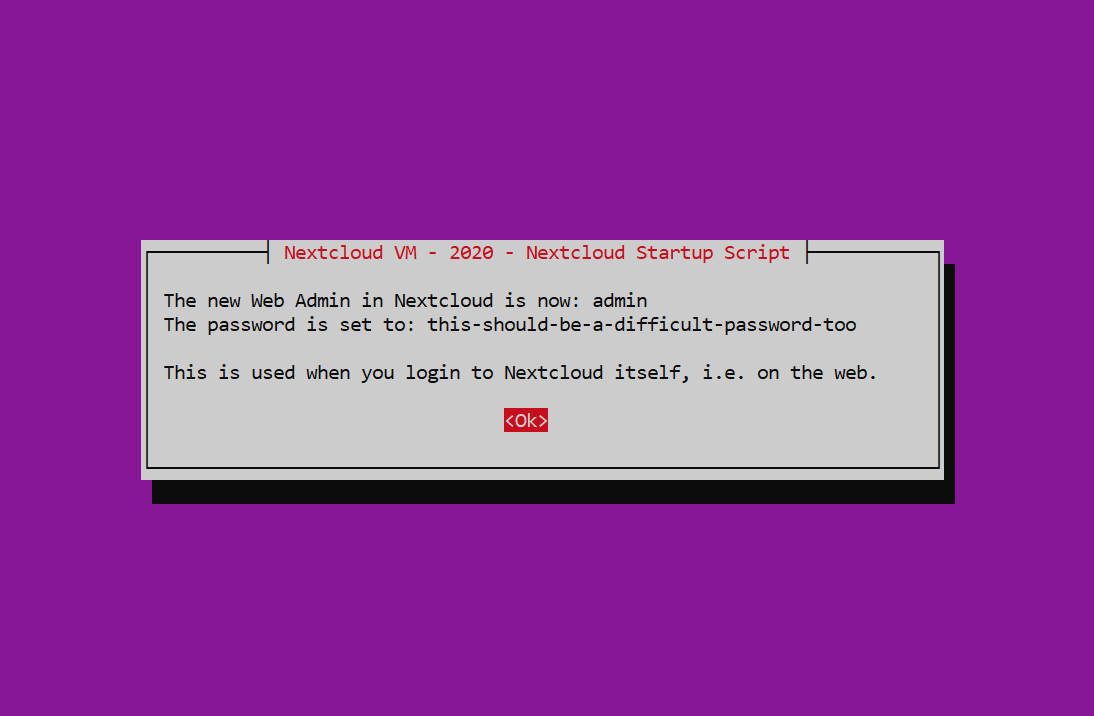 Nextcloud VM - 2020 - Nextcloud Startup Script
The new Web Admin in Nextcloud is now: admin
The password is set to: this-should-be-a-difficult-password-too
This is used when you login to Nextcloud itself, i.e. on the web.
<Ok>